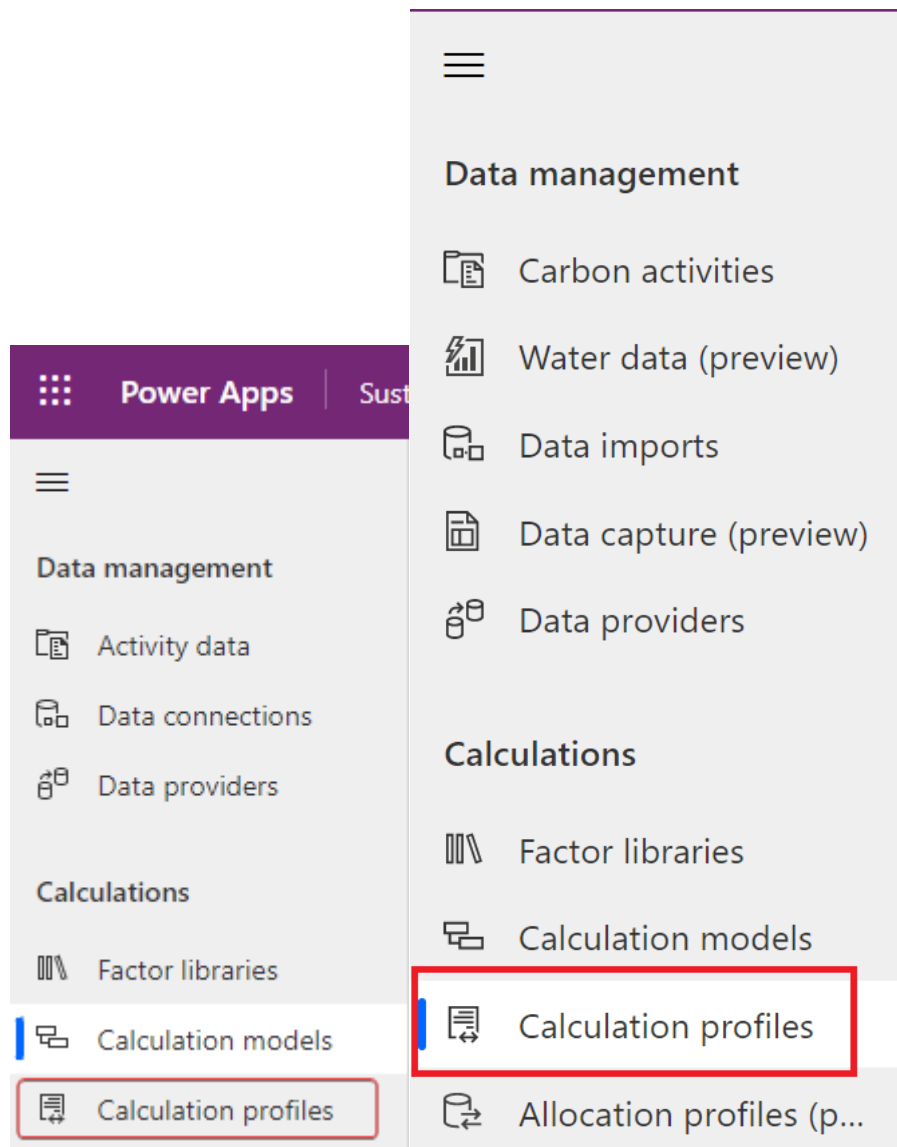 Power Apps
Sust
Data management
Activity data
Data connections
Data providers
Calculations
Factor libraries
Calculation models
Calculation profiles
Data management
Carbon activities
Water data (preview)
Data imports
Data capture (preview)
Data providers
Calculations
Factor libraries
Calculation models
Calculation profiles
Allocation profiles (p...